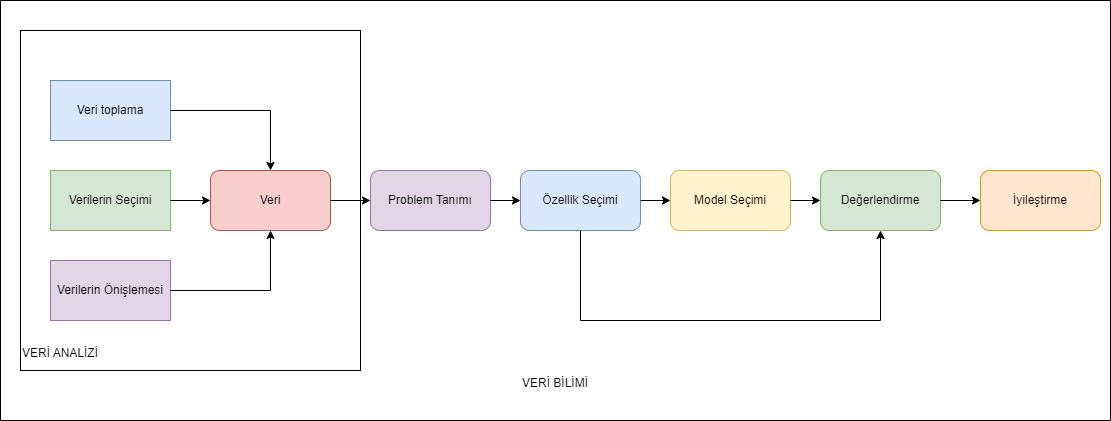 Veri toplama
Verilerin Seçimi
Veri
Problem Tanımı
Özellik Seçimi
Model Seçimi
Değerlendirme
İyileştirme
Verilerin Önişlemesi
VERİ ANALİZİ
VERİ BİLİMİ